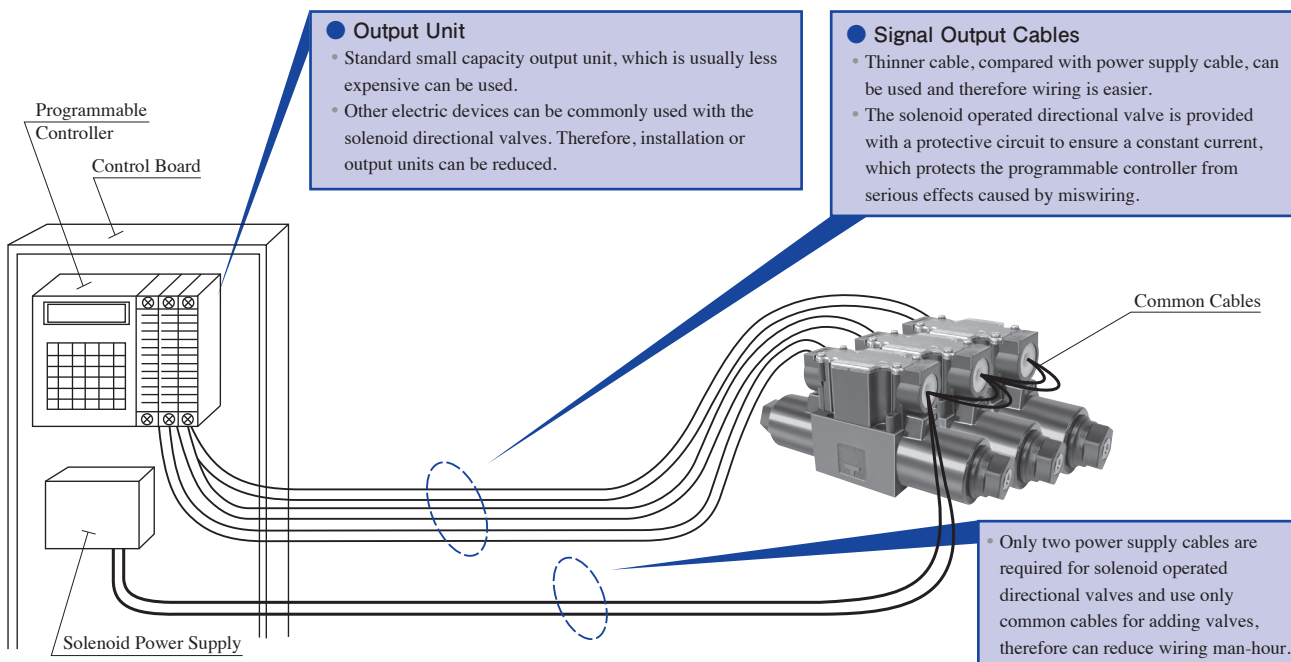 Output Unit
• Standard small capacity output unit, which is usually less
expensive can be used.
• Other electric devices can be commonly used with the
solenoid directional valves. Therefore, installation or
output units can be reduced.
Signal Output Cables
• Thinner cable, compared with power supply cable, can
be used and therefore wiring is easier.
• The solenoid operated directional valve is provided
with a protective circuit to ensure a constant current,
which protects the programmable controller from
serious effects caused by miswiring.
Programmable
Controller
Control Board
Common Cables
• Only two power supply cables are
required for solenoid operated
directional valves and use only
common cables for adding valves,
therefore can reduce wiring man-hour.
Solenoid Power Supply